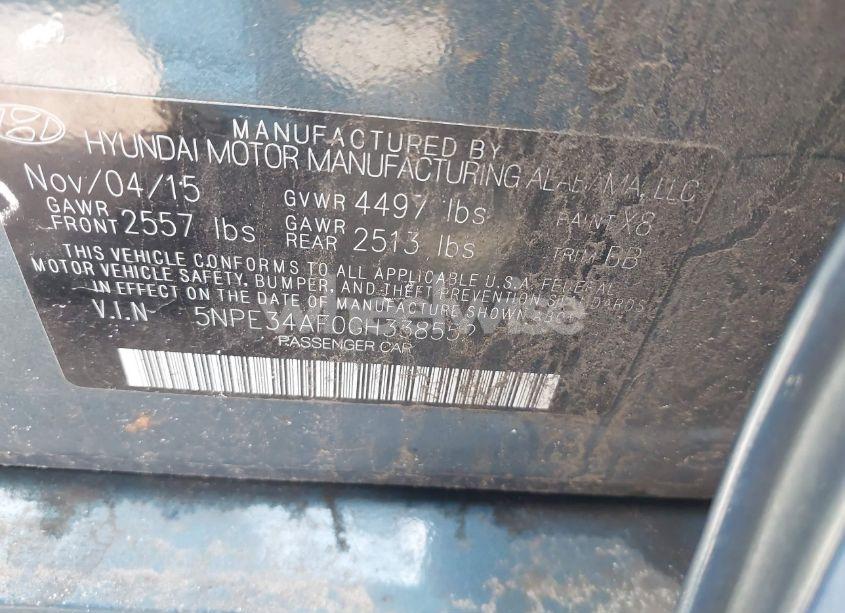 MANUFACTURED BY
HYUNDAI MOTOR MANUFACTURING ALABAMA, LLC
Nov/04/15 GVWR 4497 lbs PAINT X8
GAWR FRONT 2557 lbs GAWR REAR 2513 lbs TRIM
THIS VEHICLE CONFORMS TO ALL APPLICABLE U.S.A. FEDERAL
MOTOR VEHICLE SAFETY, BUMPER, AND THEFT PREVENTION STANDARDS
IN EFFECT ON THE DATE OF MANUFACTURE SHOWN ABOVE.
V.I.N 5NPE34AF0GH338552
PASSENGER CAR